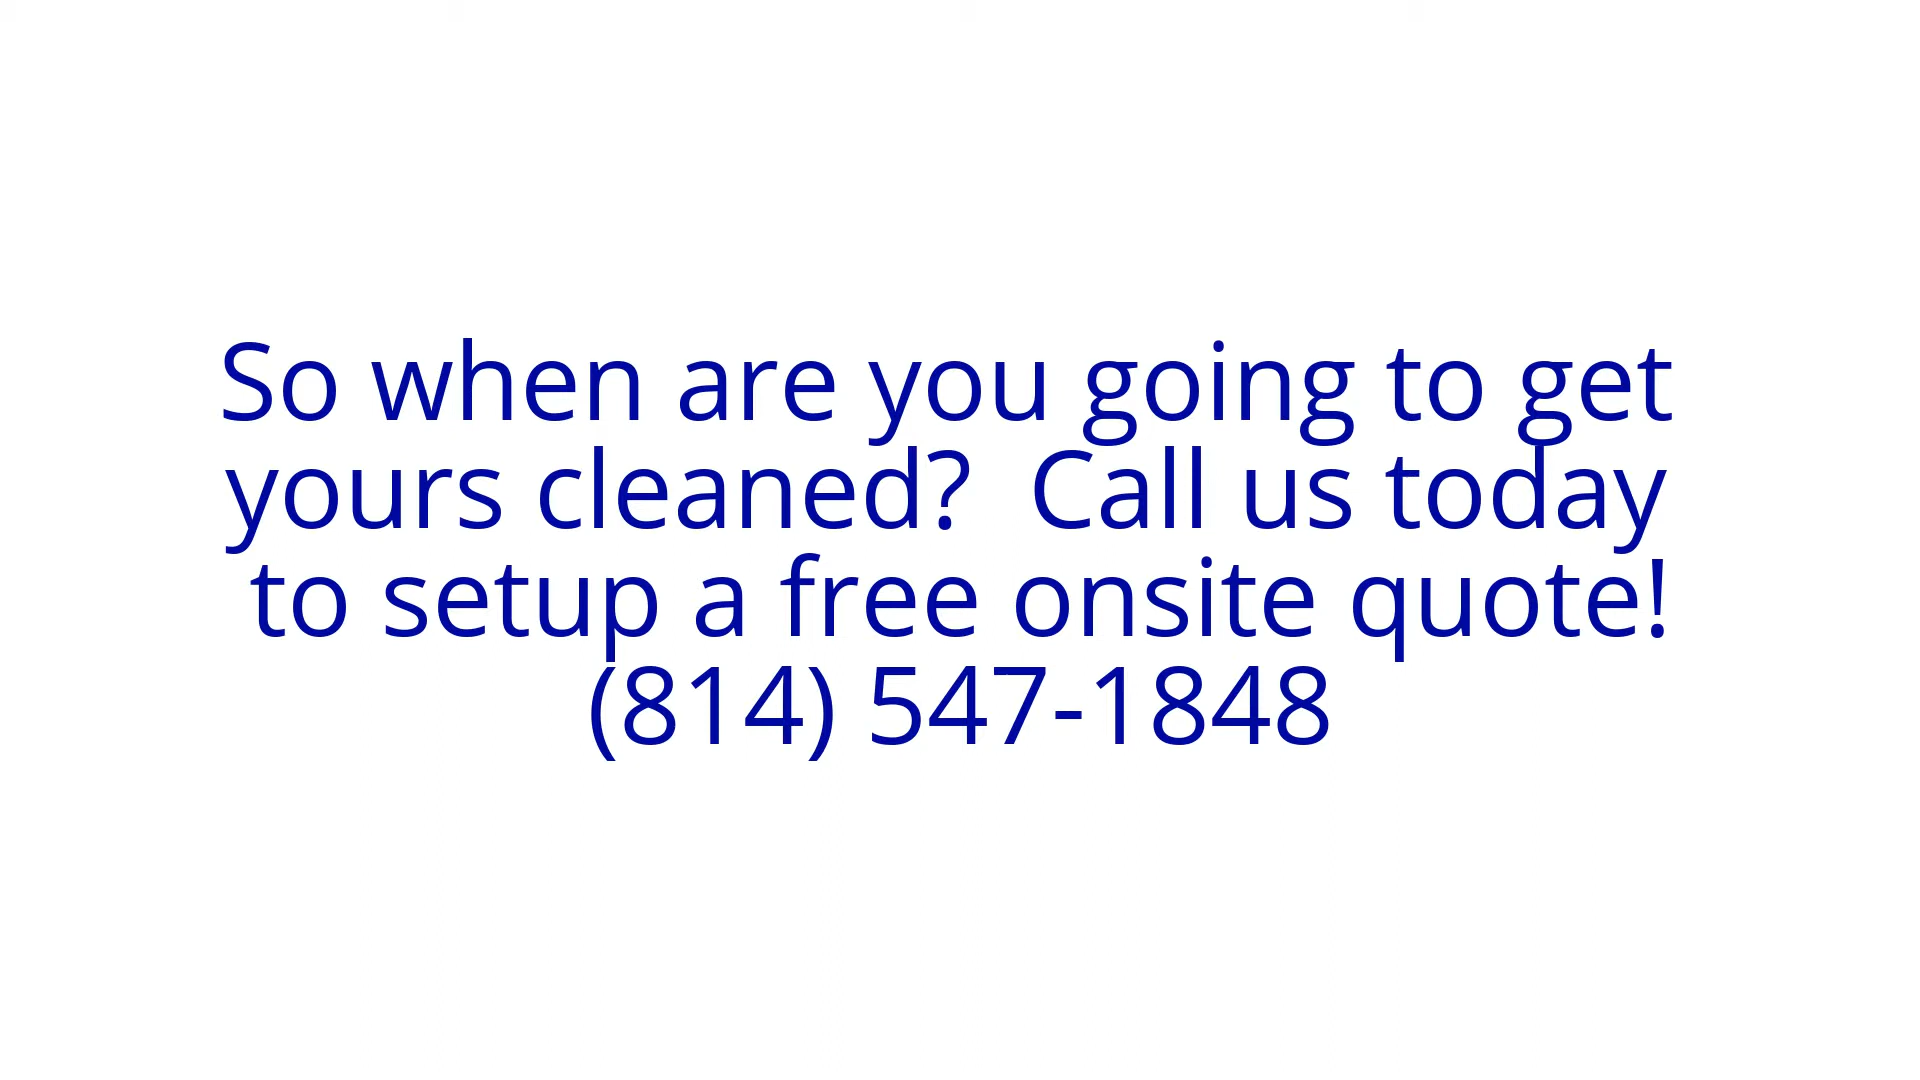 So when are you going to get
yours cleaned?  Call us today
to setup a free onsite quote!
(814) 547-1848